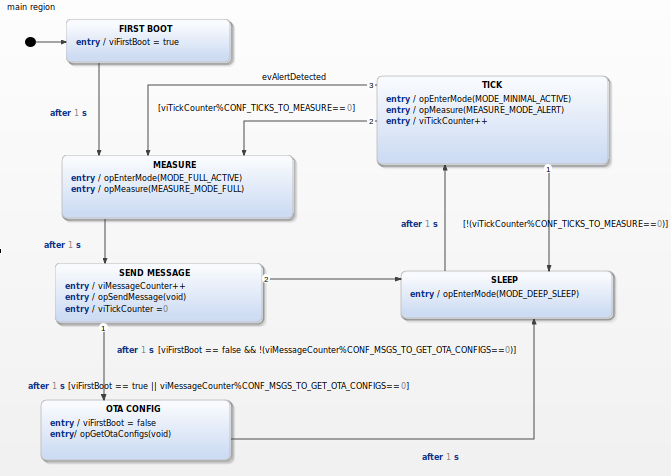 main region
FIRST BOOT
entry / viFirstBoot = true
after 1 s
evAlertDetected
3
[viTickCounter%CONF_TICKS_TO_MEASURE==0]
2
TICK
entry / opEnterMode(MODE_MINIMAL_ACTIVE)
entry / opMeasure(MEASURE_MODE_ALERT)
entry / viTickCounter++
1
MEASURE
entry / opEnterMode(MODE_FULL_ACTIVE)
entry / opMeasure(MEASURE_MODE_FULL)
after 1 s
after 1 s
[!(viTickCounter%CONF_TICKS_TO_MEASURE==0)]
SEND MESSAGE
entry / viMessageCounter++
entry / opSendMessage(void)
entry / viTickCounter =0
2
1
SLEEP
entry / opEnterMode(MODE_DEEP_SLEEP)
after 1 s [viFirstBoot == false && !(viMessageCounter%CONF_MSGS_TO_GET_OTA_CONFIGS==0)]
after 1 s [viFirstBoot == true || viMessageCounter%CONF_MSGS_TO_GET_OTA_CONFIGS==0]
OTA CONFIG
entry / viFirstBoot = false
entry/ opGetOtaConfigs(void)
after 1 s